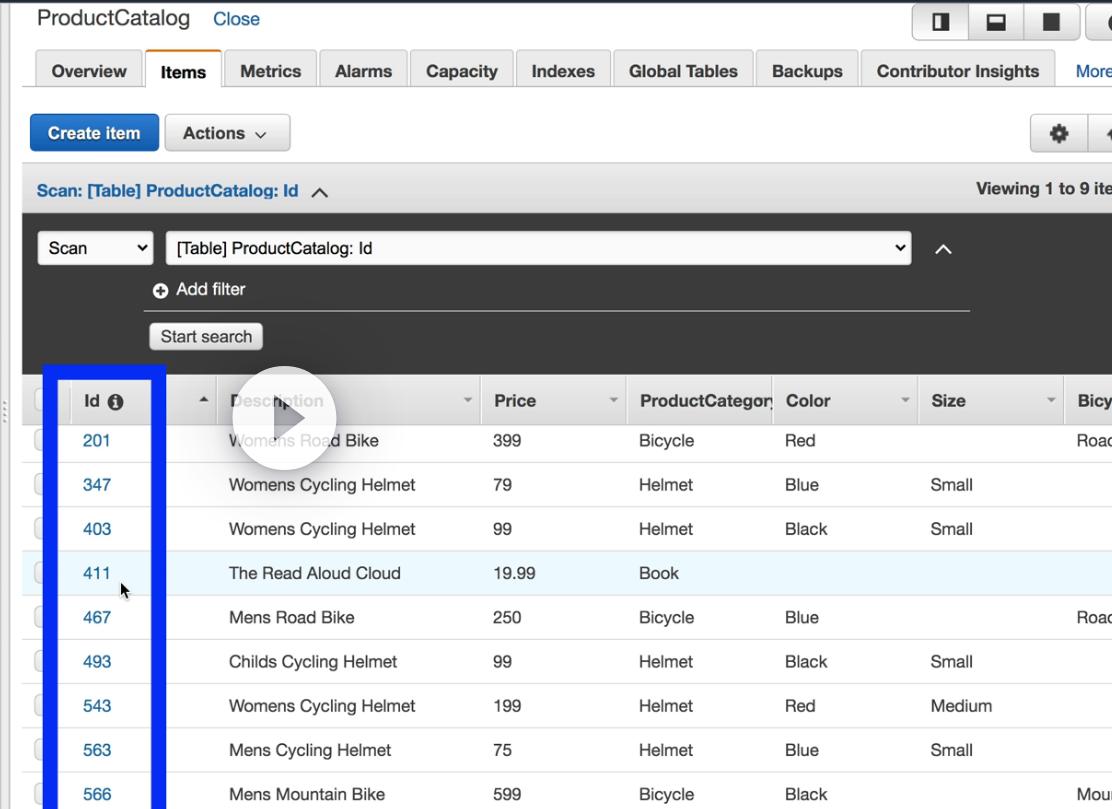 ProductCatalog Close
Overview Items Metrics Alarms Capacity Indexes Global Tables Backups Contributor Insights More
Create item Actions
Scan: [Table] ProductCatalog: Id Viewing 1 to 9 ite
Scan [Table] ProductCatalog: Id
Add filter
Start search
Id Description Price ProductCategory Color Size Bicy
201 Womens Road Bike 399 Bicycle Red Road
347 Womens Cycling Helmet 79 Helmet Blue Small
403 Womens Cycling Helmet 99 Helmet Black Small
411 The Read Aloud Cloud 19.99 Book
467 Mens Road Bike 250 Bicycle Blue Road
493 Childs Cycling Helmet 99 Helmet Black Small
543 Womens Cycling Helmet 199 Helmet Red Medium
563 Mens Cycling Helmet 75 Helmet Blue Small
566 Mens Mountain Bike 599 Bicycle Black Mou